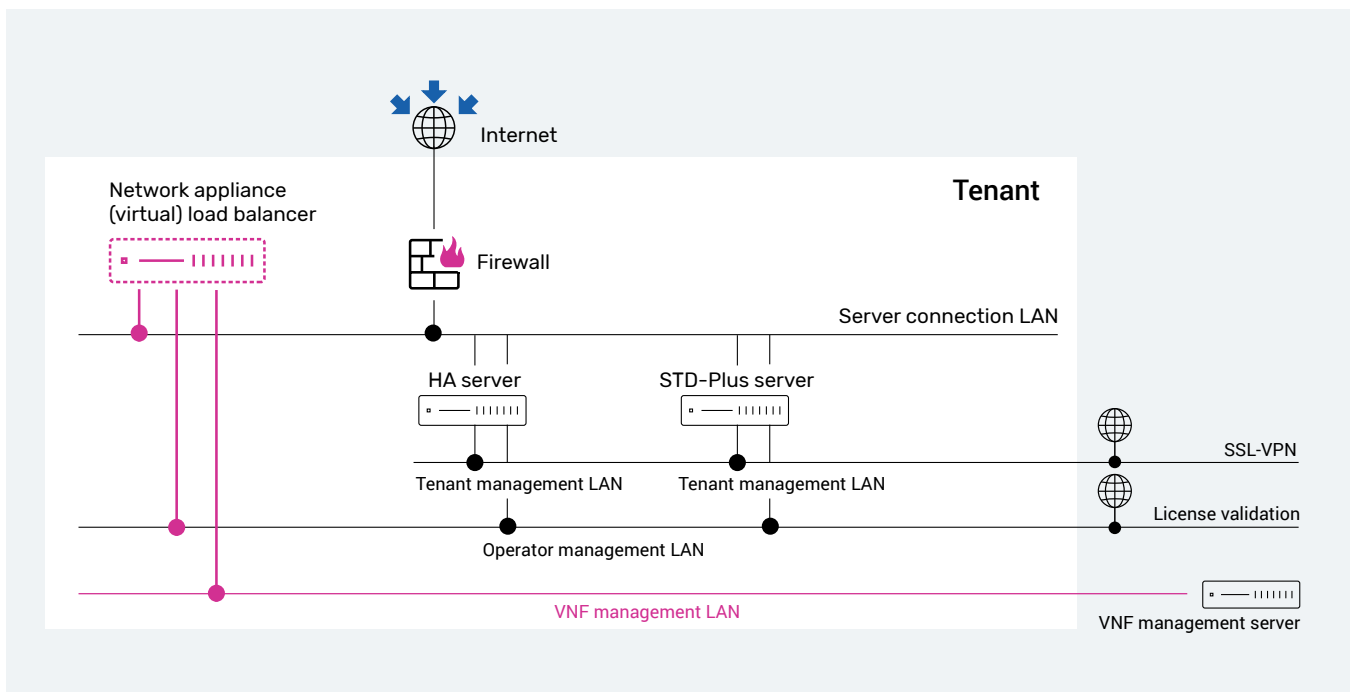 Internet
Network appliance
(virtual) load balancer
Tenant
Firewall
Server connection LAN
HA server
STD-Plus server
SSL-VPN
Tenant management LAN
Tenant management LAN
License validation
Operator management LAN
VNF management LAN
VNF management server